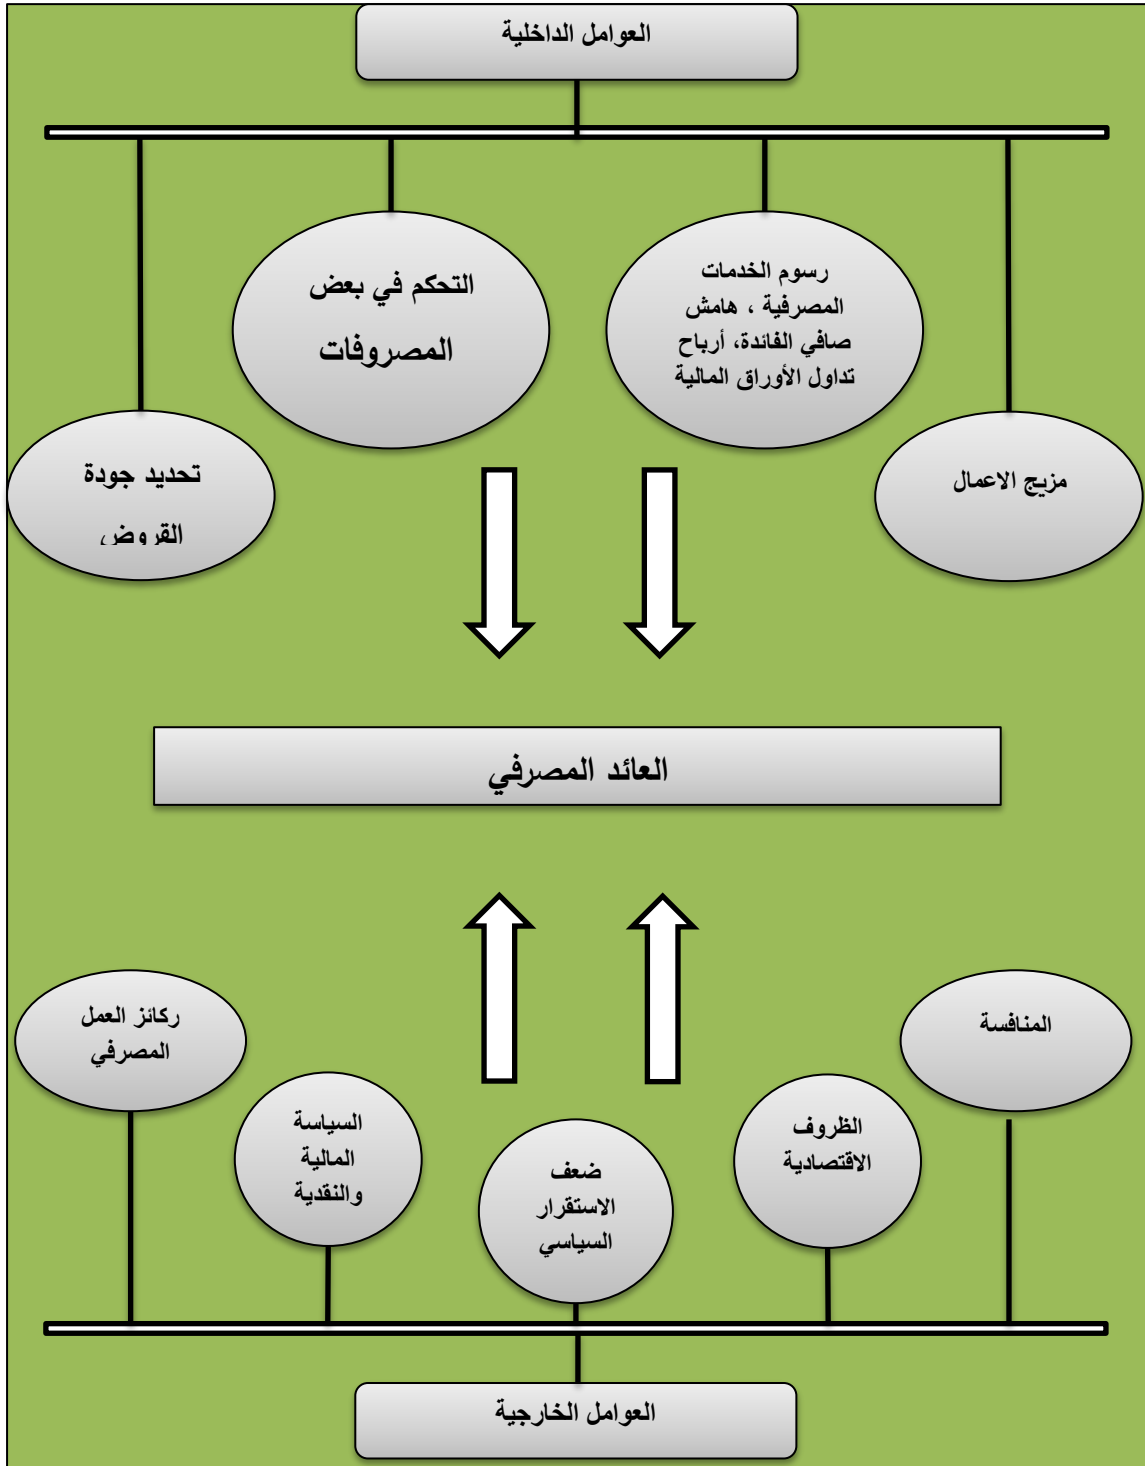 العوامل الداخلية
رسوم الخدمات
المصرفية ، هامش
صافي الفائدة، أرباح
تداول الأوراق المالية
التحكم في بعض
المصروفات
مزيج الاعمال
تحديد جودة
القروض
العائد المصرفي
المنافسة
ركائز العمل
المصرفي
الظروف
الاقتصادية
السياسة
المالية
والنقدية
ضعف
الاستقرار
السياسي
العوامل الخارجية